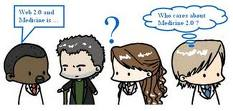 Web 2.0 and
Medicine is ...
?
Who cares about
Medicine 2.0 ?